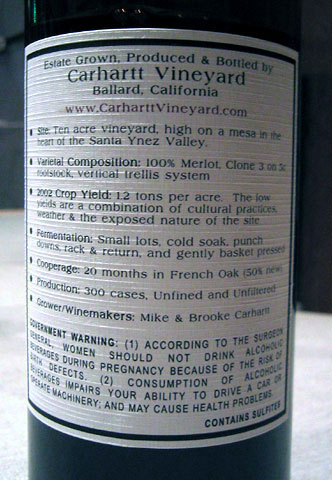 Estate Grown, Produced & Bottled by
Carhartt Vineyard
Ballard, California
www.CarharttVineyard.com
• Site: Ten acre vineyard, high on a mesa in the
heart of the Santa Ynez Valley.
• Varietal Composition: 100% Merlot, Clone 3 on 5c
rootstock, vertical trellis system
• 2002 Crop Yield: 1.2 tons per acre. The low
yields are a combination of cultural practices,
weather & the exposed nature of the site
• Fermentation: Small lots, cold soak, punch
downs, rack & return, and gently basket pressed
• Cooperage: 20 months in French Oak (50% new)
• Production: 300 cases, Unfined and Unfiltered
• Grower/Winemakers: Mike & Brooke Carhartt
GOVERNMENT WARNING: (1) ACCORDING TO THE SURGEON
GENERAL, WOMEN SHOULD NOT DRINK ALCOHOLIC
BEVERAGES DURING PREGNANCY BECAUSE OF THE RISK OF
BIRTH DEFECTS. (2) CONSUMPTION OF ALCOHOLIC
BEVERAGES IMPAIRS YOUR ABILITY TO DRIVE A CAR OR
OPERATE MACHINERY, AND MAY CAUSE HEALTH PROBLEMS.
CONTAINS SULFITES